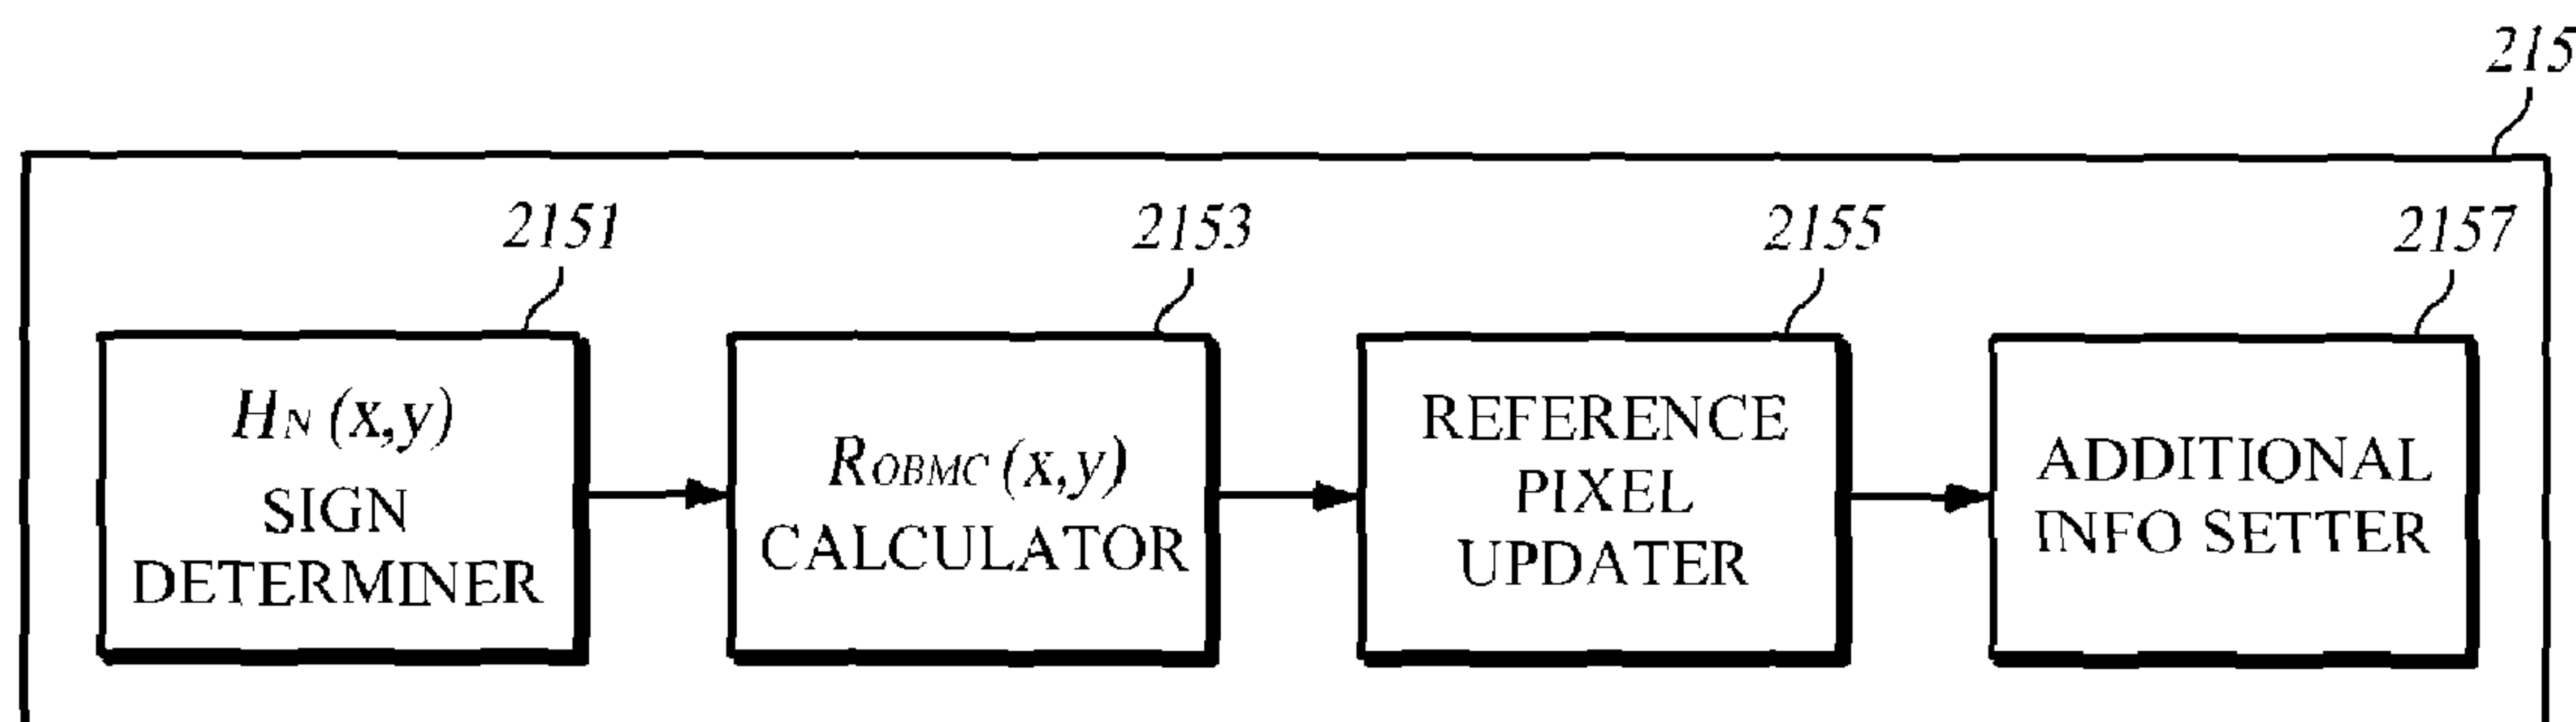 215
2151
2153
2155
2157
HN (x,y)
SIGN
DETERMINER
ROBMC (x,y)
CALCULATOR
REFERENCE
PIXEL
UPDATER
ADDITIONAL
INFO SETTER